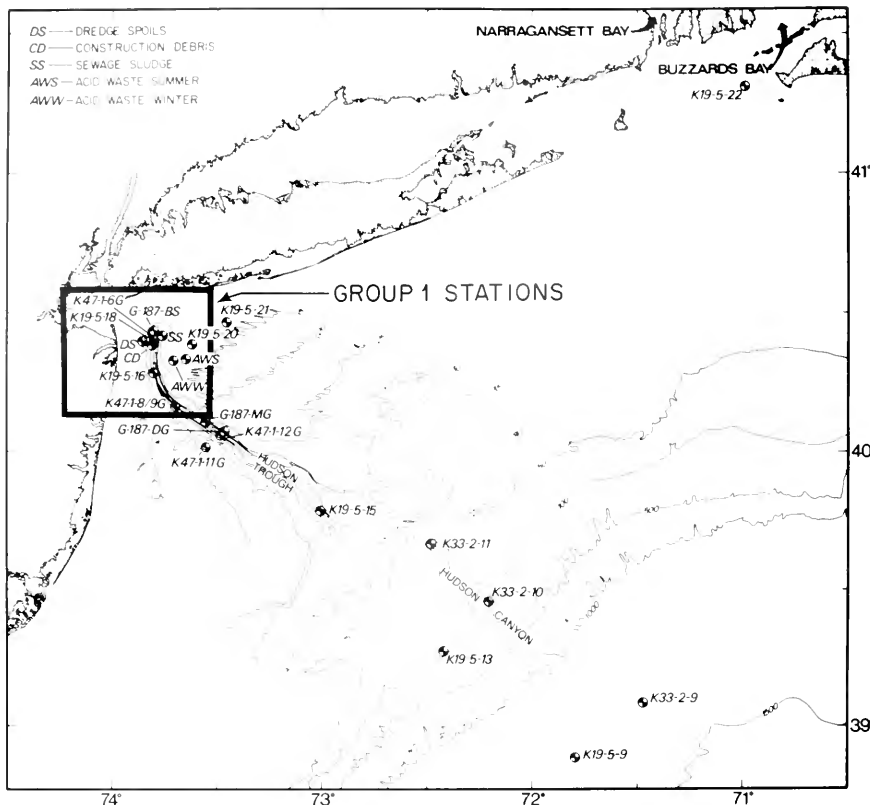 DS — DREDGE SPOILS
CD — CONSTRUCTION DEBRIS
SS — SEWAGE SLUDGE
AWS — ACID WASTE SUMMER
AWW — ACID WASTE WINTER
NARRAGANSETT BAY
BUZZARDS BAY
K19-5-22
41°
GROUP 1 STATIONS
K47-1-6G
G 187-BS
K19-5-21
K19-5-18
K19 5 20
SS
DS
CD
AWS
K19-5-16
AWW
K47-1-8/9G
G-187-MG
G-187-DG
K47-1-12G
40°
K47-1-11G
HUDSON
TROUGH
K19-5-15
K33-2-11
HUDSON
CANYON
K33-2-10
1000
K19 5-13
K33-2-9
39°
K19-5-9
74°
73°
72°
71°